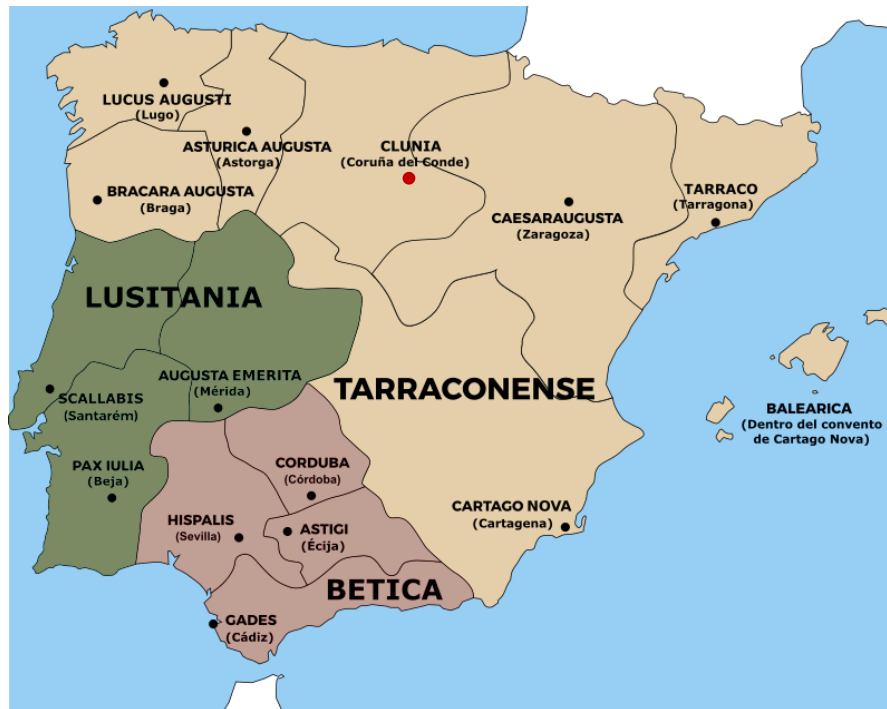 LUCUS AUGUSTI
(Lugo)
ASTURICA AUGUSTA
(Astorga)
CLUNIA
(Coruña del Conde)
BRACARA AUGUSTA
(Braga)
TARRACO
(Tarragona)
CAESARAUGUSTA
(Zaragoza)
LUSITANIA
AUGUSTA EMERITA
(Mérida)
TARRACONENSE
SCALLABIS
(Santarém)
BALEARICA
(Dentro del convento
de Cartago Nova)
PAX IULIA
(Beja)
CORDUBA
(Córdoba)
CARTAGO NOVA
(Cartagena)
HISPALIS
(Sevilla)
ASTIGI
(Écija)
BETICA
GADES
(Cádiz)